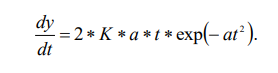 dy/dt = 2 * K * a * t * exp(− at²).